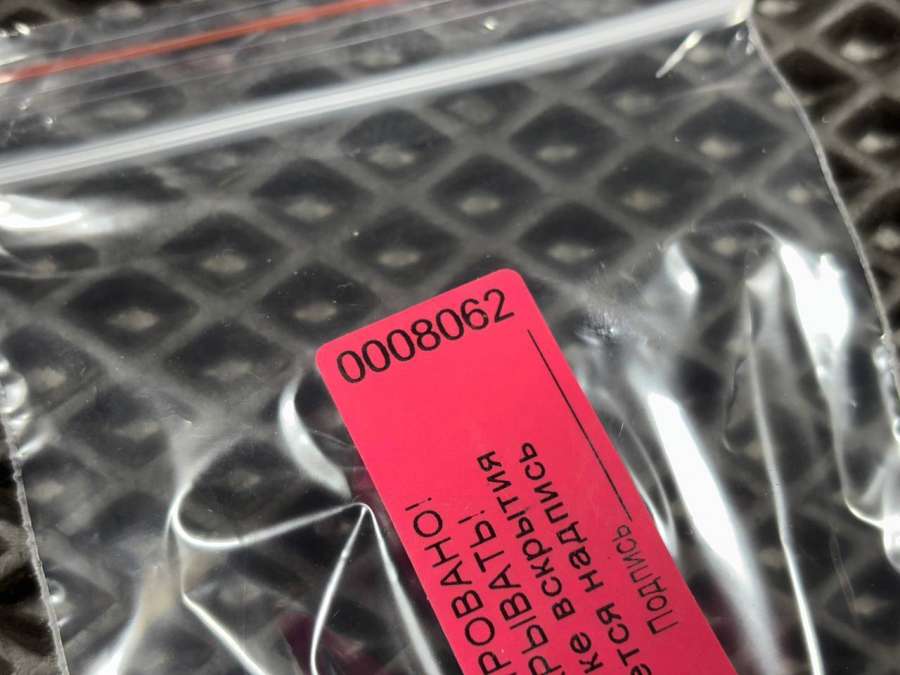 0008062
РОВАНО!
РЫВАТЬ!
ке вскрытия
ется надпись
Подпись